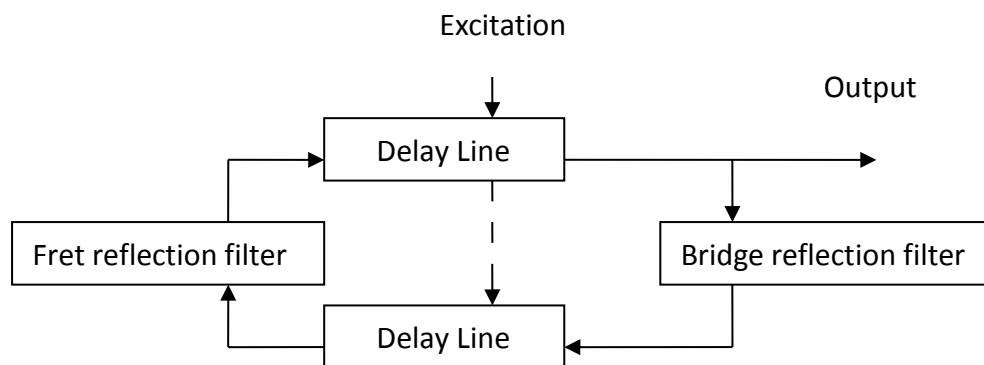 Excitation
Output
Delay Line
Fret reflection filter
Bridge reflection filter
Delay Line